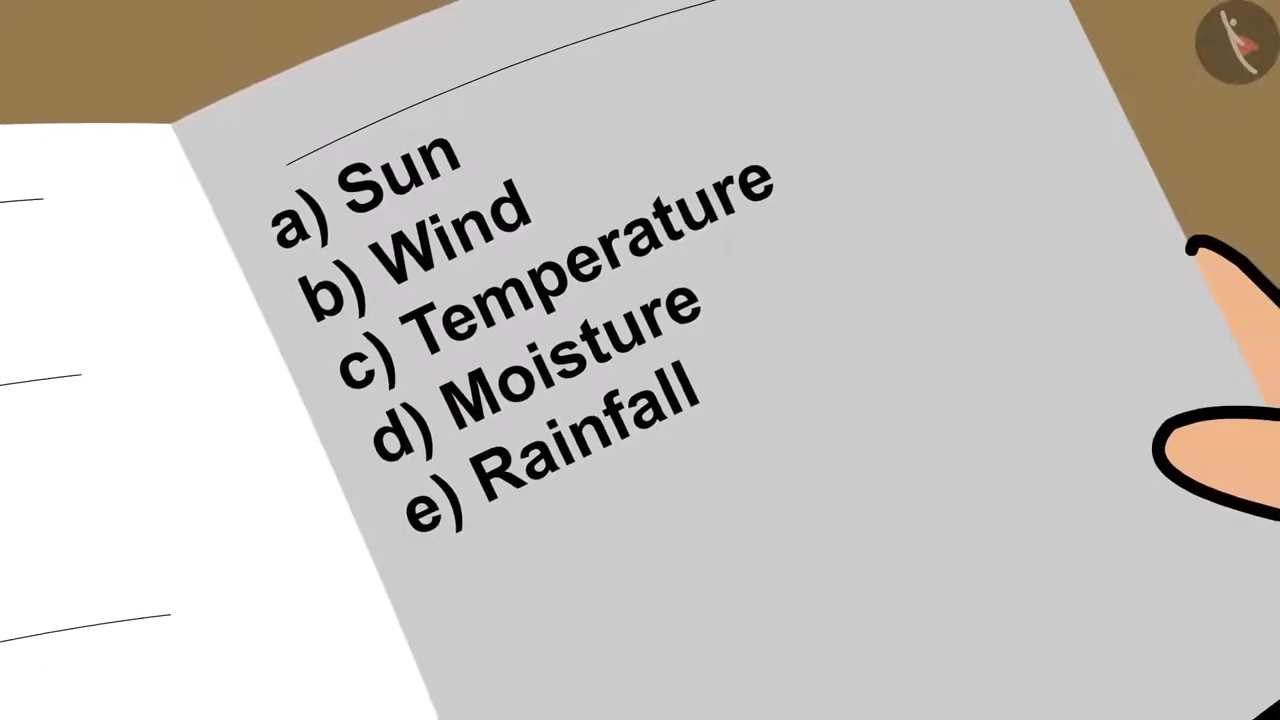 a) Sun
b) Wind
c) Temperature
d) Moisture
e) Rainfall